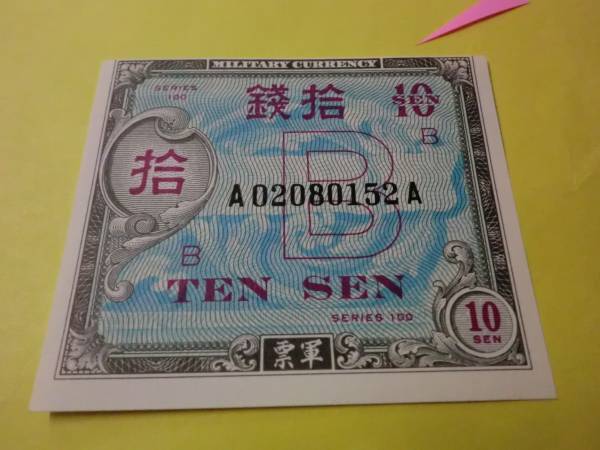 MILITARY CURRENCY
SERIES
100
錢拾
10
SEN
B
拾
B
A02080152A
B
TEN SEN
SERIES 100
10
SEN
票軍